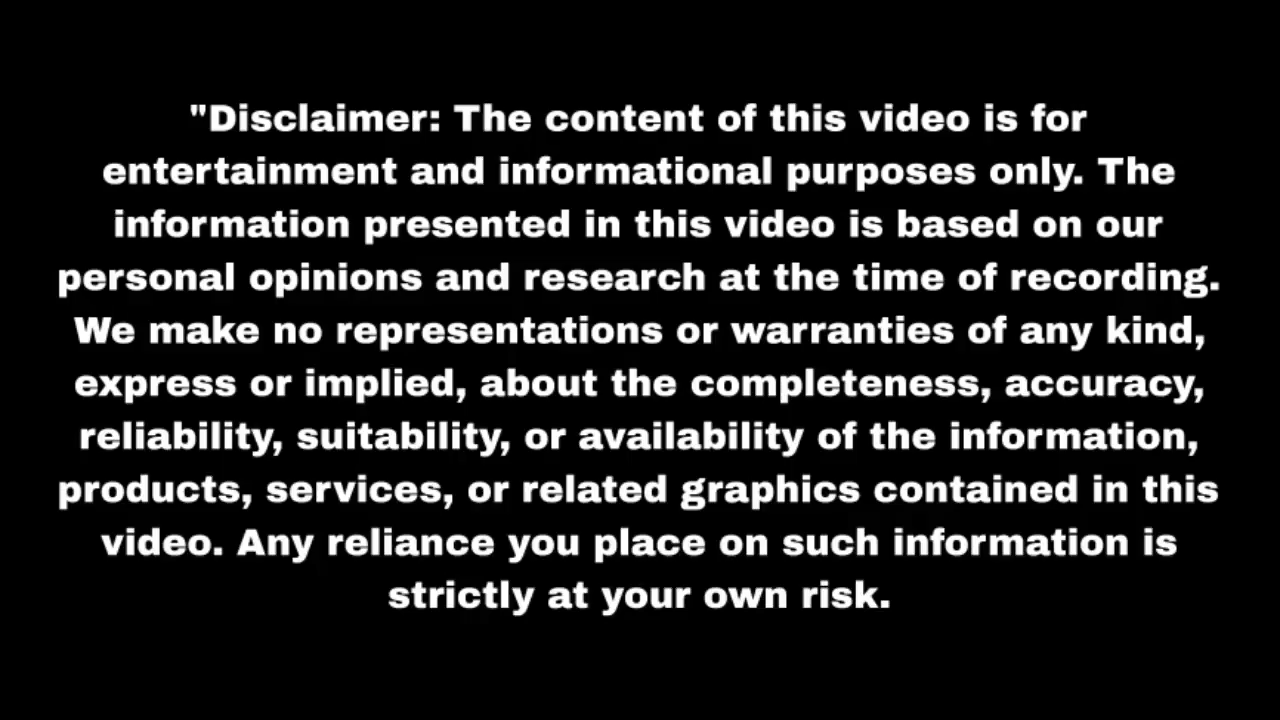 "Disclaimer: The content of this video is for
entertainment and informational purposes only. The
information presented in this video is based on our
personal opinions and research at the time of recording.
We make no representations or warranties of any kind,
express or implied, about the completeness, accuracy,
reliability, suitability, or availability of the information,
products, services, or related graphics contained in this
video. Any reliance you place on such information is
strictly at your own risk.